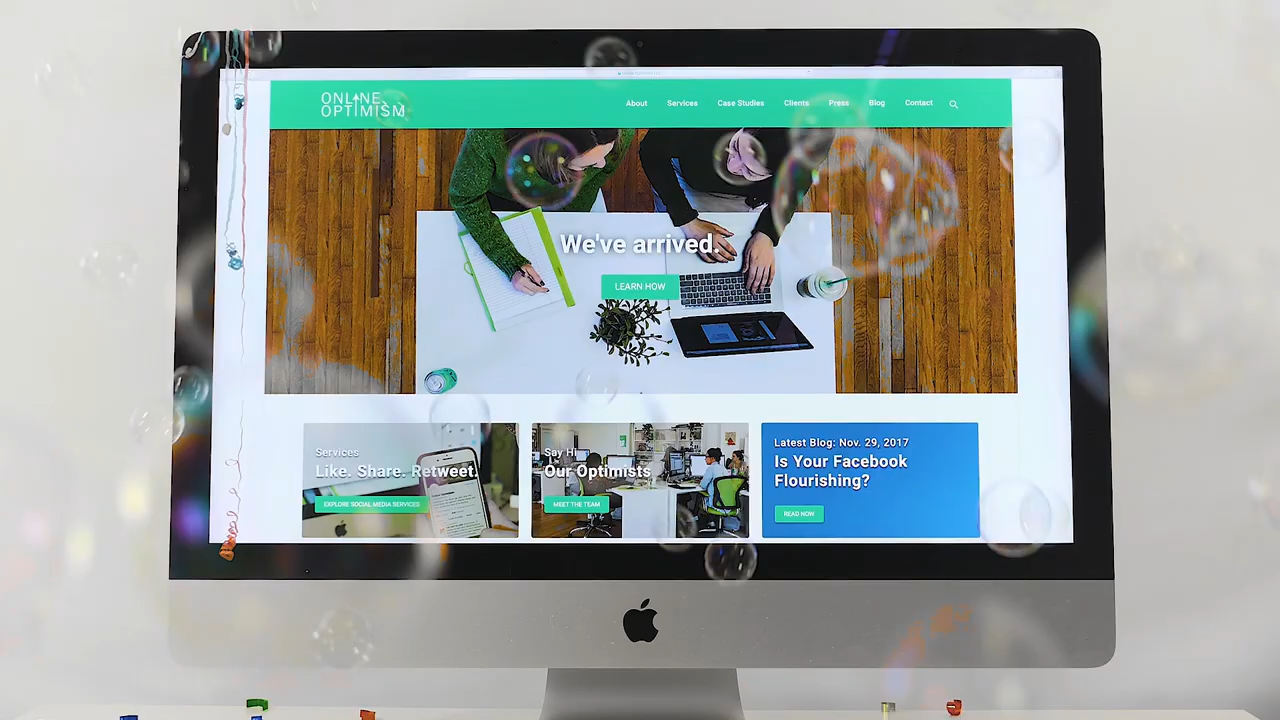 ONLINE
OPTIMISM
About
Services
Case Studies
Clients
Press
Blog
Contact
We've arrived.
LEARN HOW
Services
Like. Share. Retweet.
EXPLORE SOCIAL MEDIA SERVICES
Say Hi
Our Optimists
MEET THE TEAM
Latest Blog: Nov. 29, 2017
Is Your Facebook
Flourishing?
READ NOW